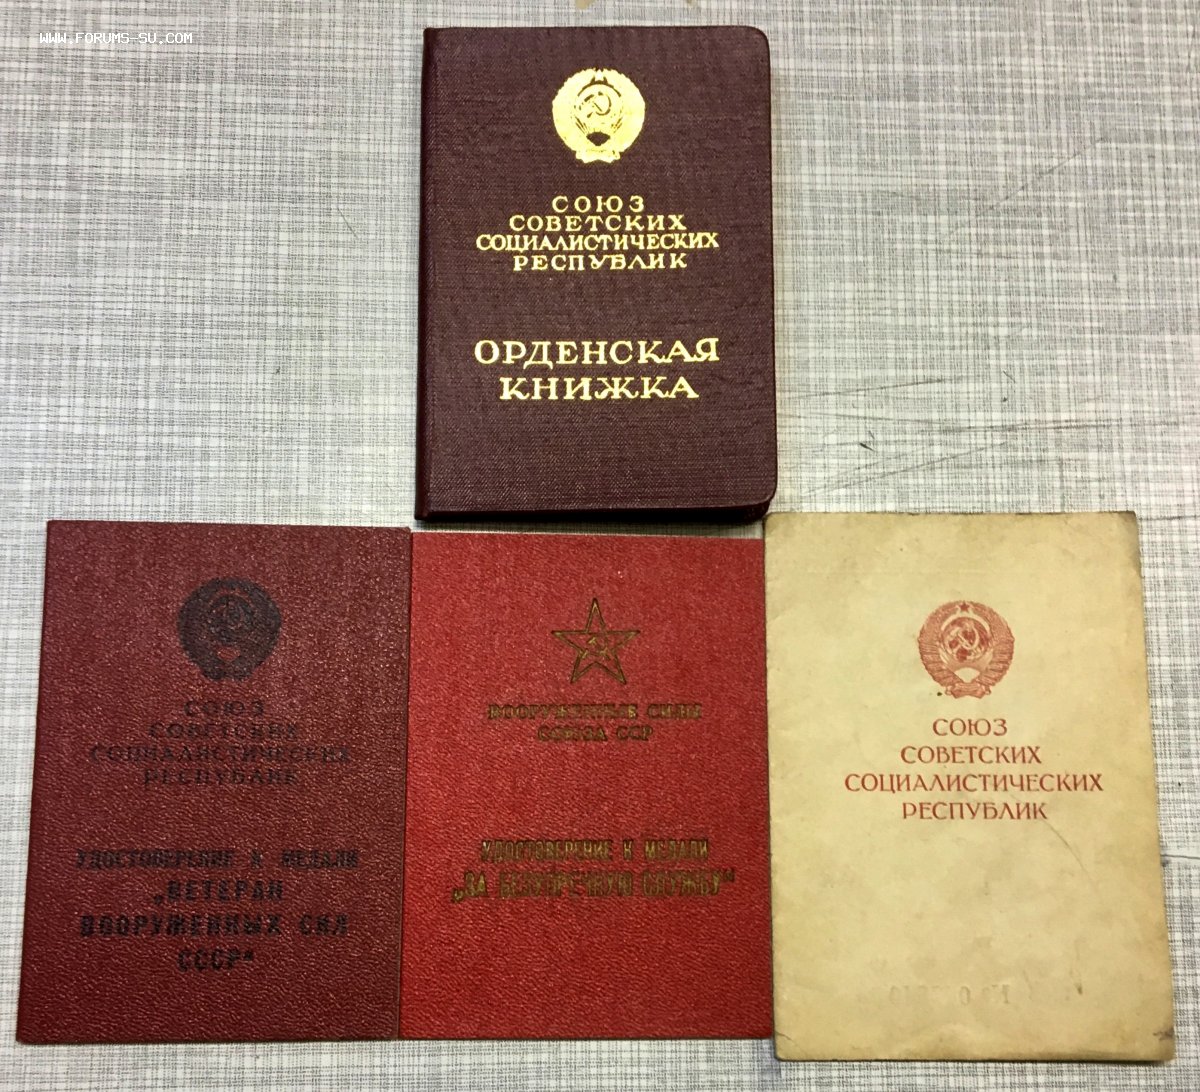 WWW.FORUMS-SU.COM
СОЮЗ
СОВЕТСКИХ
СОЦИАЛИСТИЧЕСКИХ
РЕСПУБЛИК
ОРДЕНСКАЯ
КНИЖКА
СОЮЗ
СОВЕТСКИХ
СОЦИАЛИСТИЧЕСКИХ
РЕСПУБЛИК
УДОСТОВЕРЕНИЕ К МЕДАЛИ
„ВЕТЕРАН
ВООРУЖЕННЫХ СИЛ
СССР“
ВООРУЖЕННЫЕ СИЛЫ
СОЮЗА ССР
УДОСТОВЕРЕНИЕ К МЕДАЛИ
„ЗА БЕЗУПРЕЧНУЮ СЛУЖБУ“
СОЮЗ
СОВЕТСКИХ
СОЦИАЛИСТИЧЕСКИХ
РЕСПУБЛИК